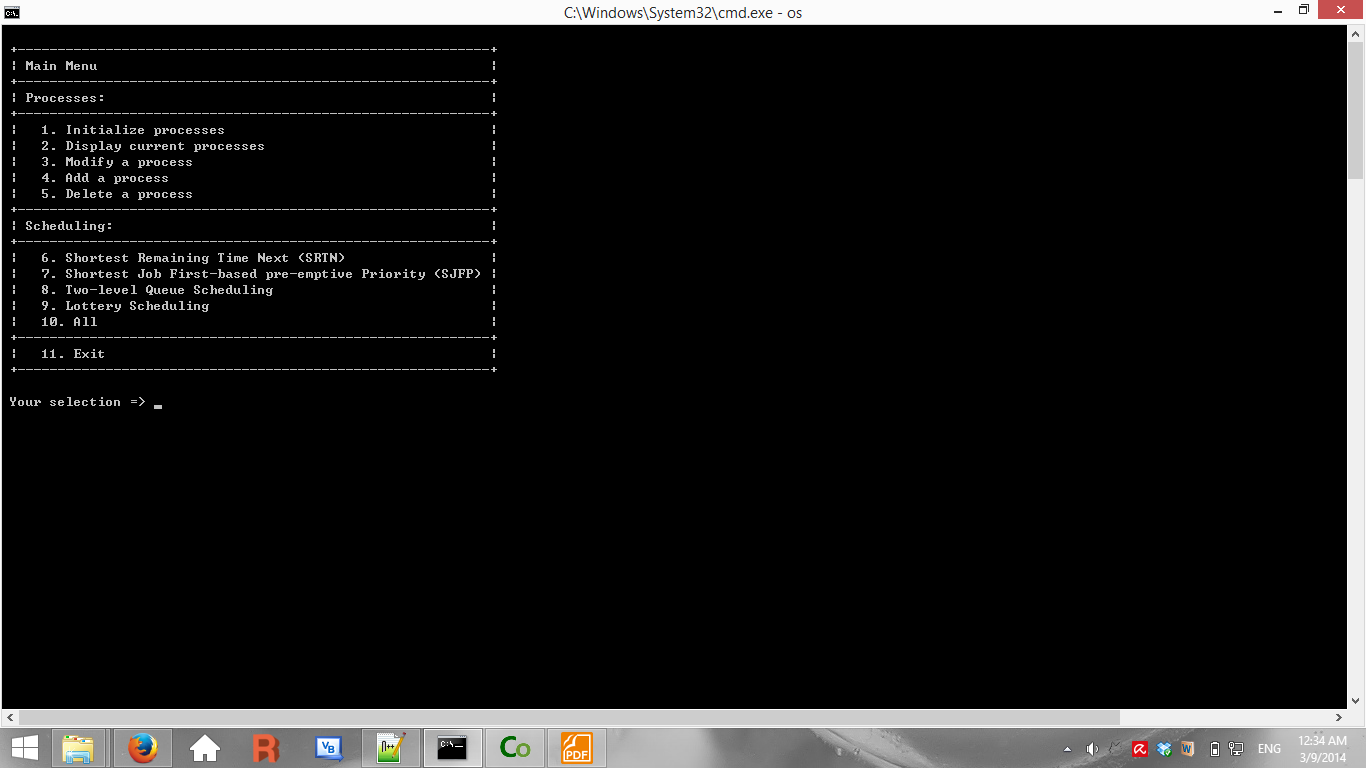 C:\Windows\System32\cmd.exe - os
Main Menu
Processes:
1. Initialize processes
2. Display current processes
3. Modify a process
4. Add a process
5. Delete a process
Scheduling:
6. Shortest Remaining Time Next (SRTN)
7. Shortest Job First-based pre-emptive Priority (SJFP)
8. Two-level Queue Scheduling
9. Lottery Scheduling
10. All
11. Exit
Your selection => _
ENG
12:34 AM
3/9/2014
C:\
R
VB
C:\
Co
PDF
W